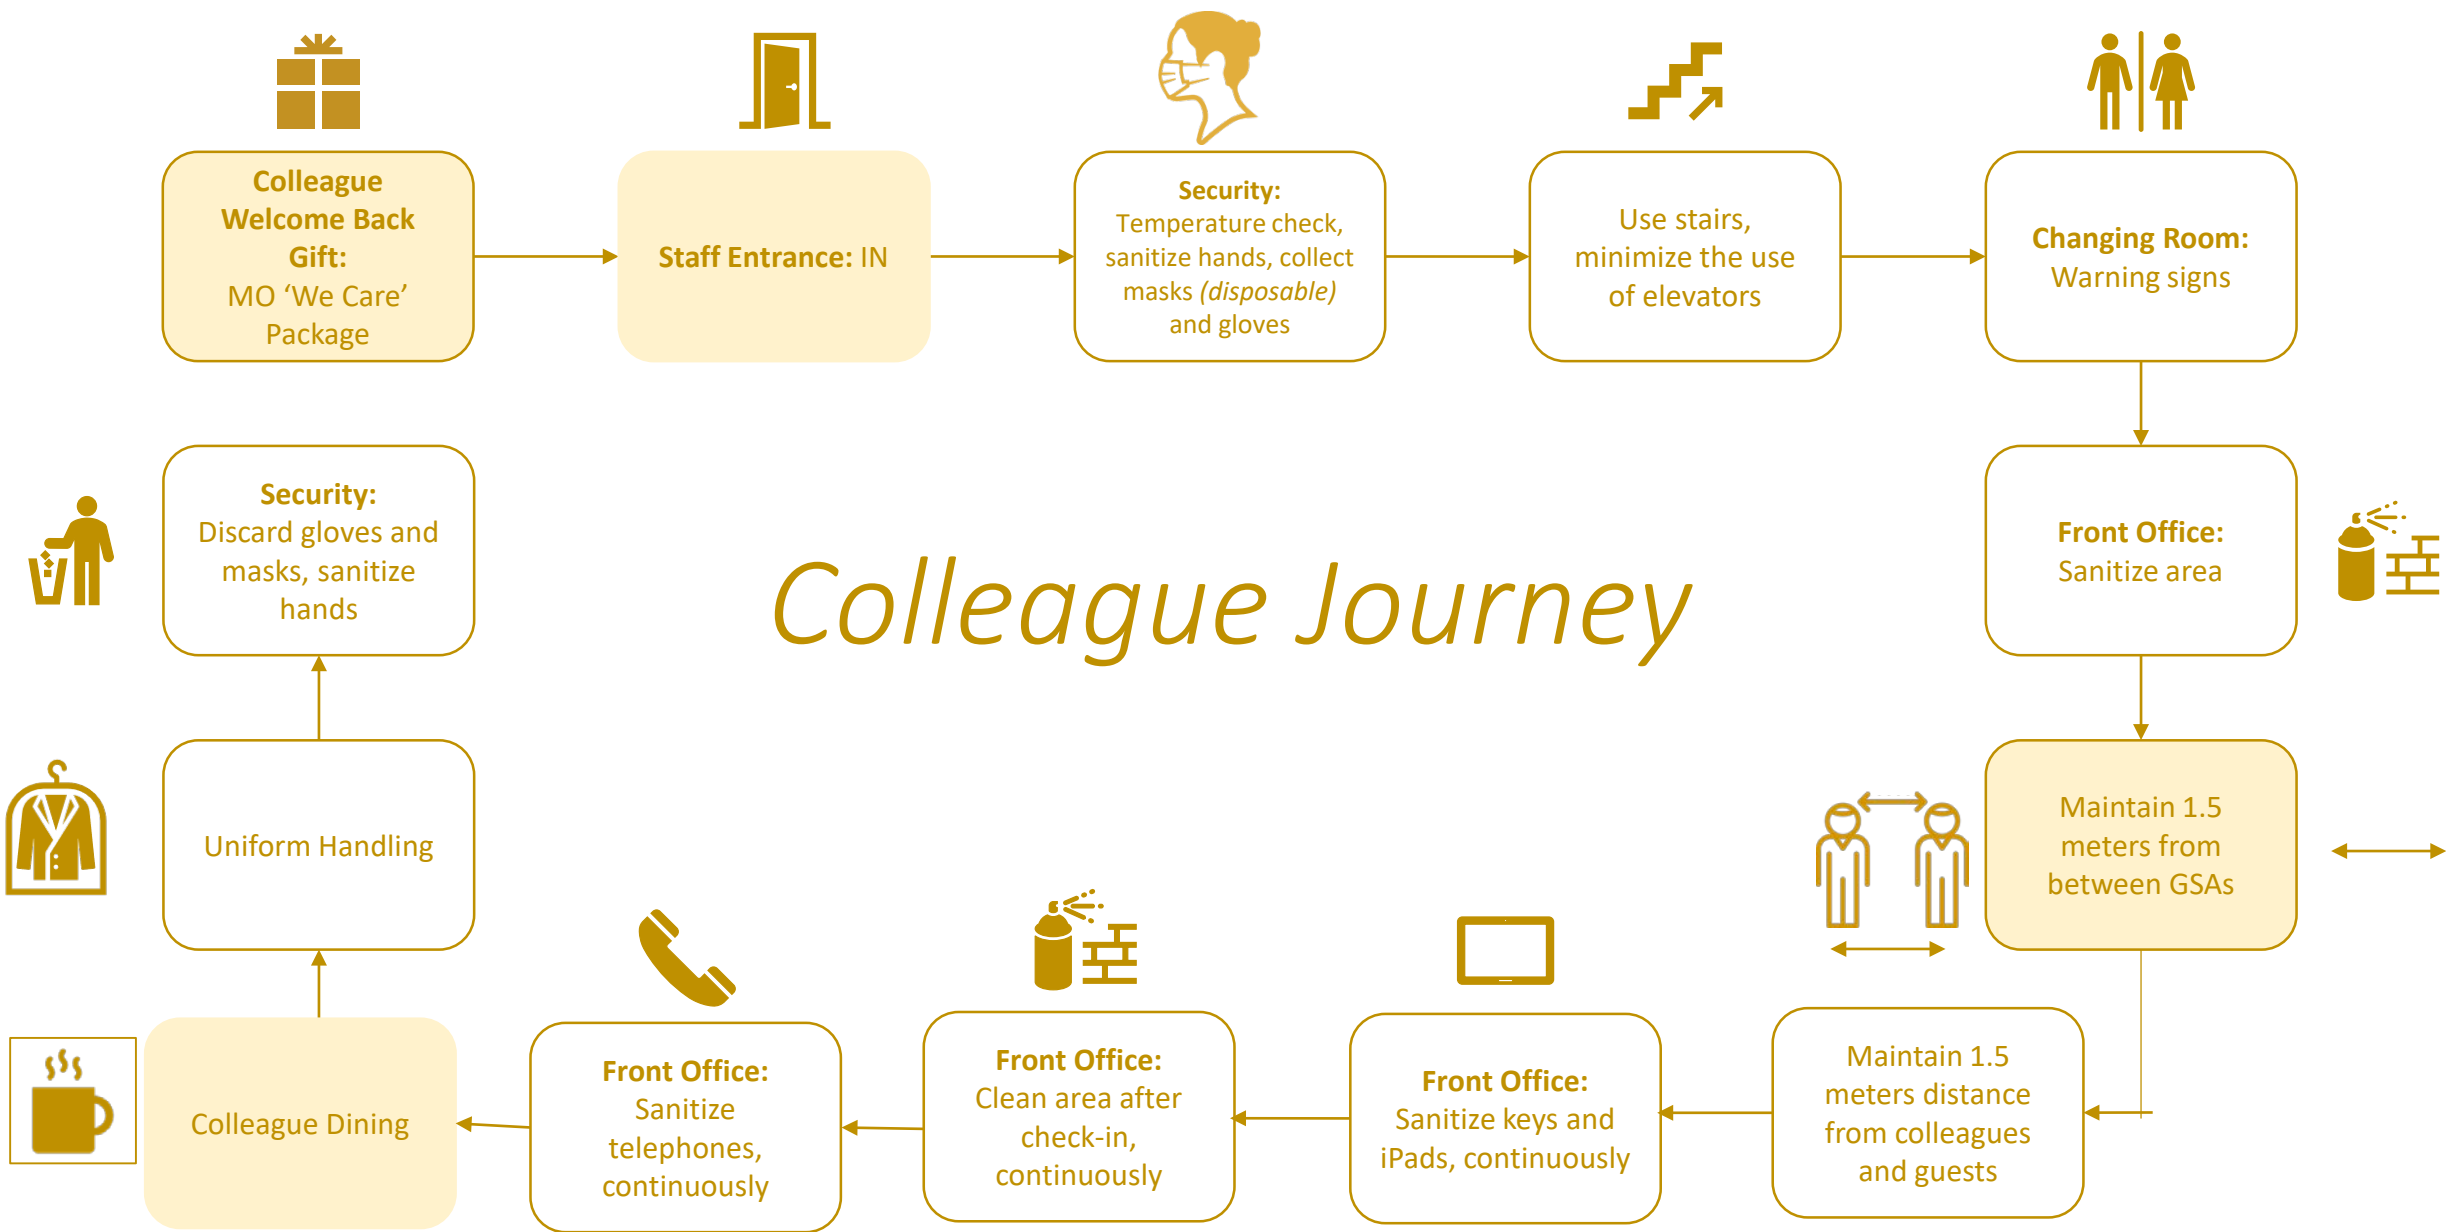 Colleague
Welcome Back
Gift:
MO ‘We Care’
Package
Staff Entrance: IN
Security:
Temperature check,
sanitize hands, collect
masks (disposable)
and gloves
Use stairs,
minimize the use
of elevators
Changing Room:
Warning signs
Front Office:
Sanitize area
Maintain 1.5
meters from
between GSAs
Maintain 1.5
meters distance
from colleagues
and guests
Front Office:
Sanitize keys and
iPads, continuously
Front Office:
Clean area after
check-in,
continuously
Front Office:
Sanitize
telephones,
continuously
Colleague Dining
Uniform Handling
Security:
Discard gloves and
masks, sanitize
hands
Colleague Journey